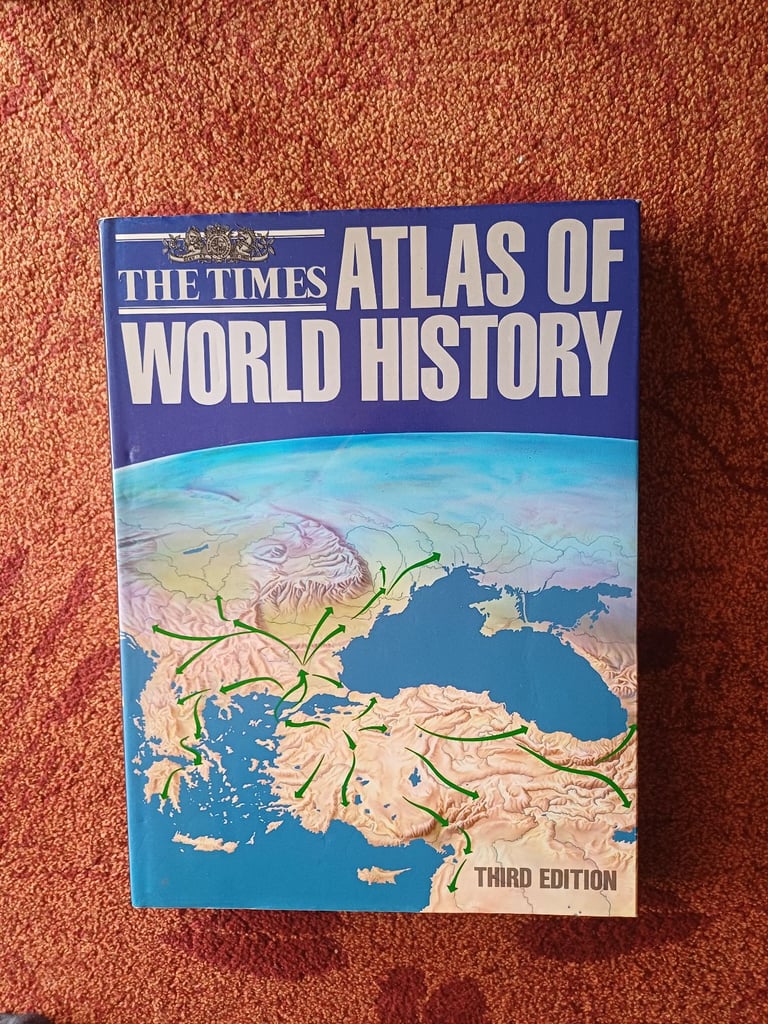 THE TIMES ATLAS OF
WORLD HISTORY
THIRD EDITION